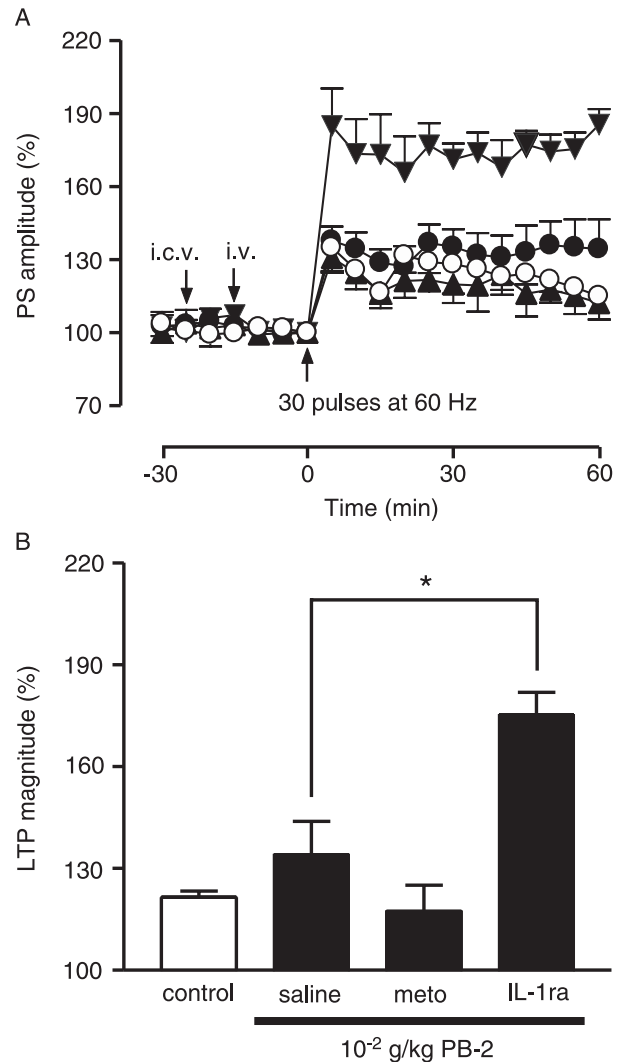 A
220
190
160
130
100
70
PS amplitude (%)
i.c.v.
i.v.
30 pulses at 60 Hz
-30
0
30
60
Time (min)
B
220
190
160
130
100
LTP magnitude (%)
*
control
saline
meto
IL-1ra
10⁻² g/kg PB-2